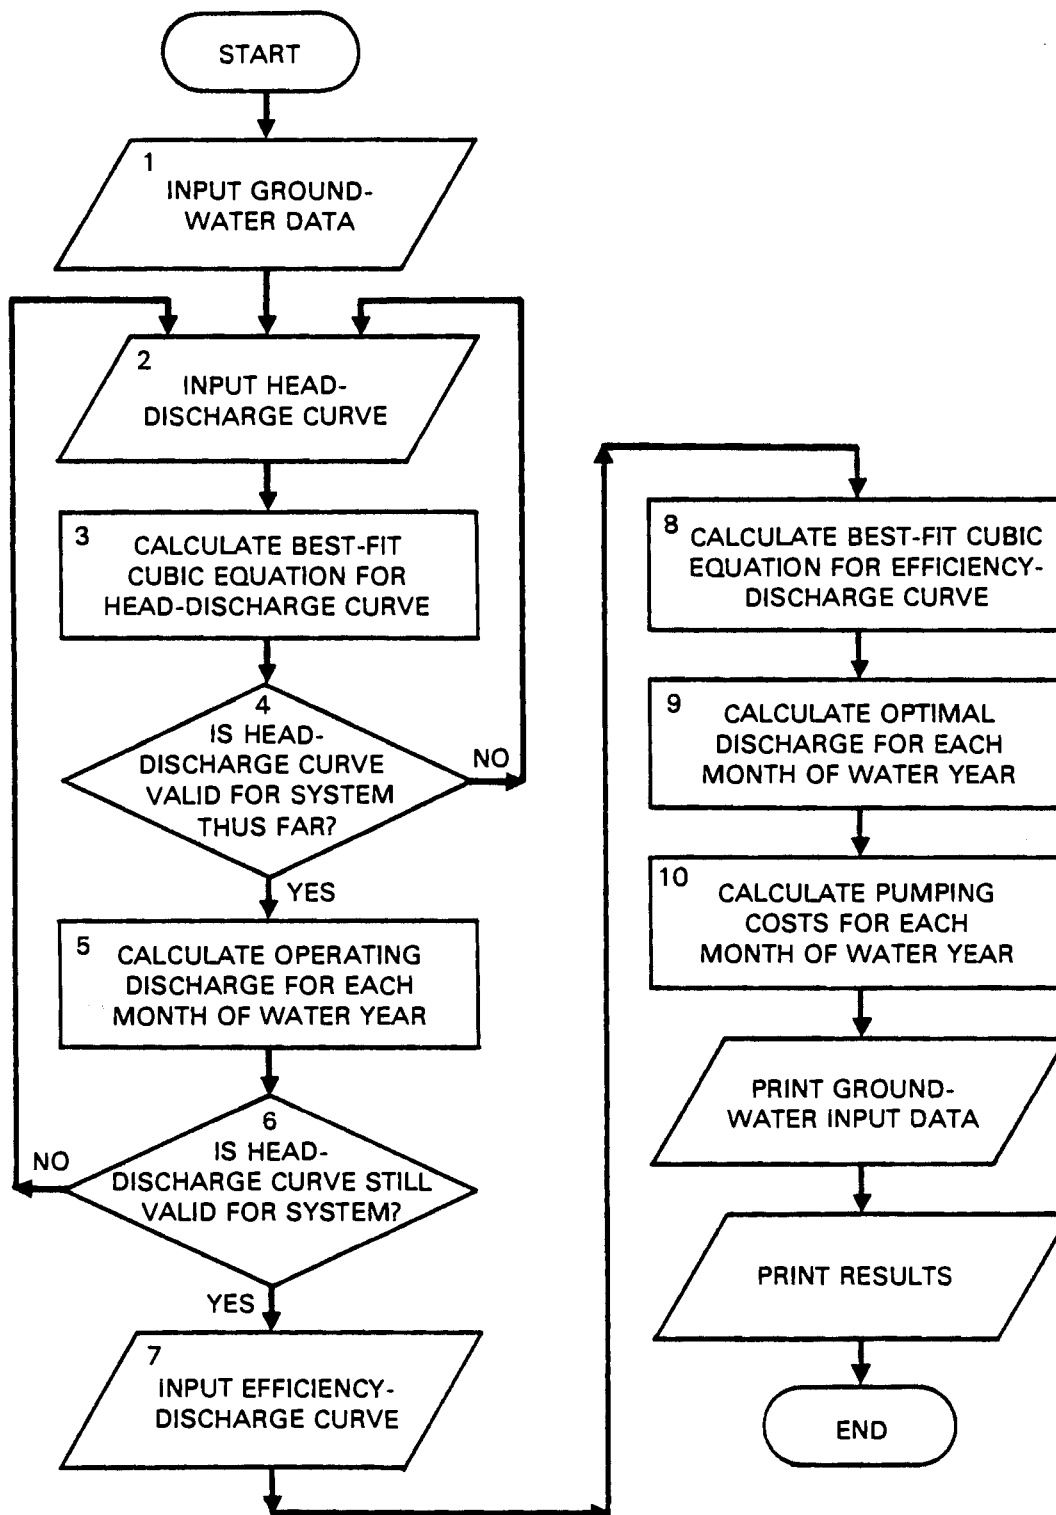 START
1
INPUT GROUND-
WATER DATA
2
INPUT HEAD-
DISCHARGE CURVE
3
CALCULATE BEST-FIT
CUBIC EQUATION FOR
HEAD-DISCHARGE CURVE
4
IS HEAD-
DISCHARGE CURVE
VALID FOR SYSTEM
THUS FAR?
NO
YES
5
CALCULATE OPERATING
DISCHARGE FOR EACH
MONTH OF WATER YEAR
6
IS HEAD-
DISCHARGE CURVE STILL
VALID FOR SYSTEM?
NO
YES
7
INPUT EFFICIENCY-
DISCHARGE CURVE
8
CALCULATE BEST-FIT CUBIC
EQUATION FOR EFFICIENCY-
DISCHARGE CURVE
9
CALCULATE OPTIMAL
DISCHARGE FOR EACH
MONTH OF WATER YEAR
10
CALCULATE PUMPING
COSTS FOR EACH
MONTH OF WATER YEAR
PRINT GROUND-
WATER INPUT DATA
PRINT RESULTS
END